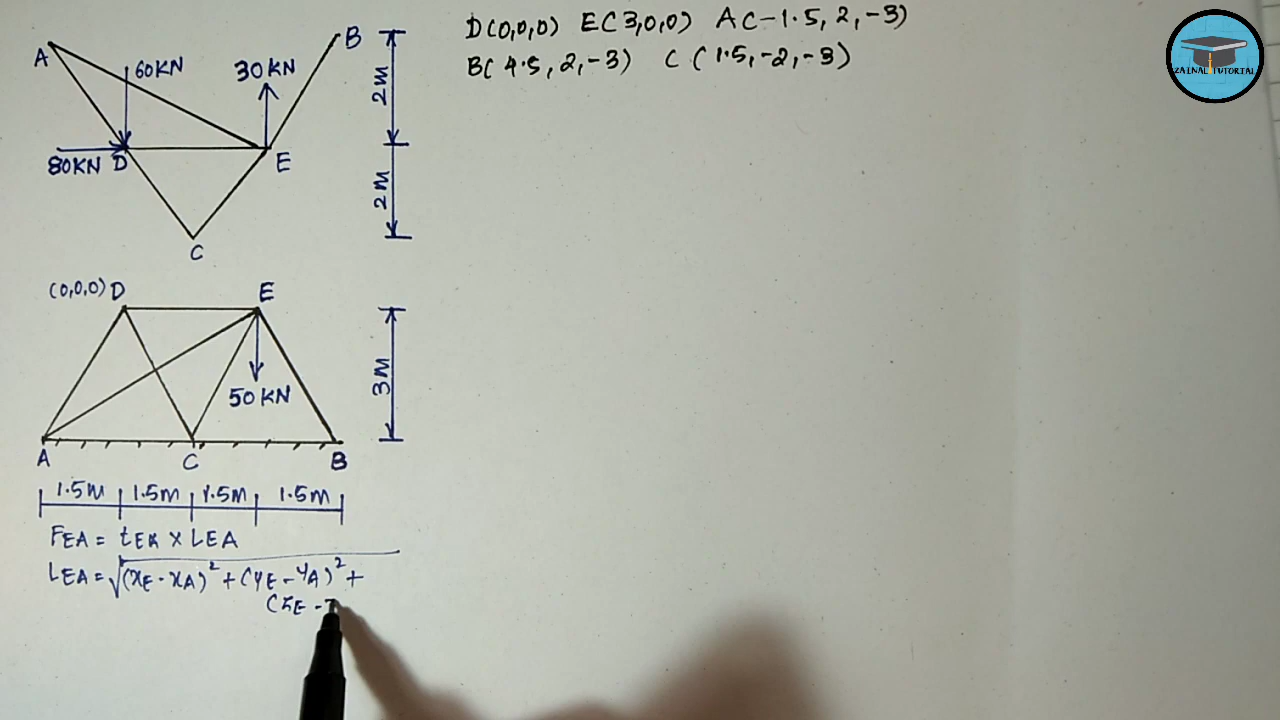 D(0,0,0) E(3,0,0) A(-1.5, 2, -3)
B(4.5, 2, -3) C (1.5, -2, -3)
ZAINAL TUTORIAL
A
B
60KN
30KN
2M
80KN D
E
2M
C
(0,0,0) D
E
50KN
3M
A
C
B
1.5M 1.5M 1.5M 1.5M
FEA = tEA × LEA
LEA = √(xE - xA)² + (yE - yA)² +
(zE -